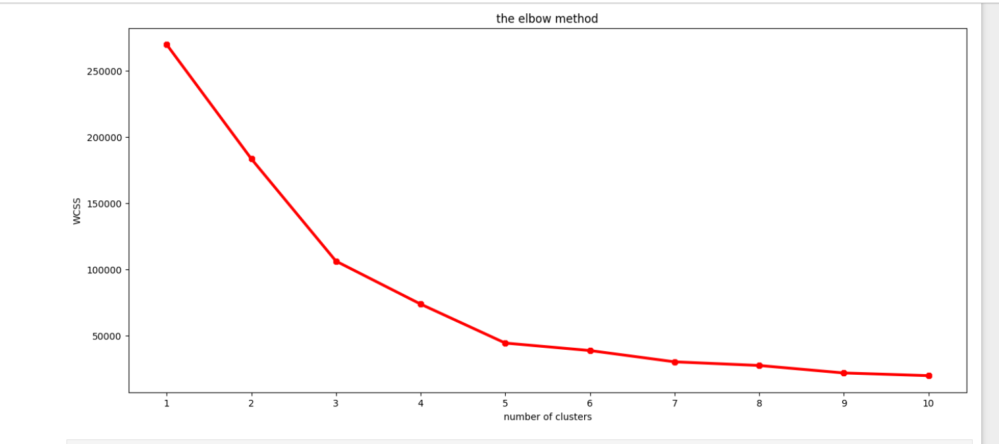 the elbow method
250000
200000
150000
100000
50000
WCSS
1 2 3 4 5 6 7 8 9 10
number of clusters